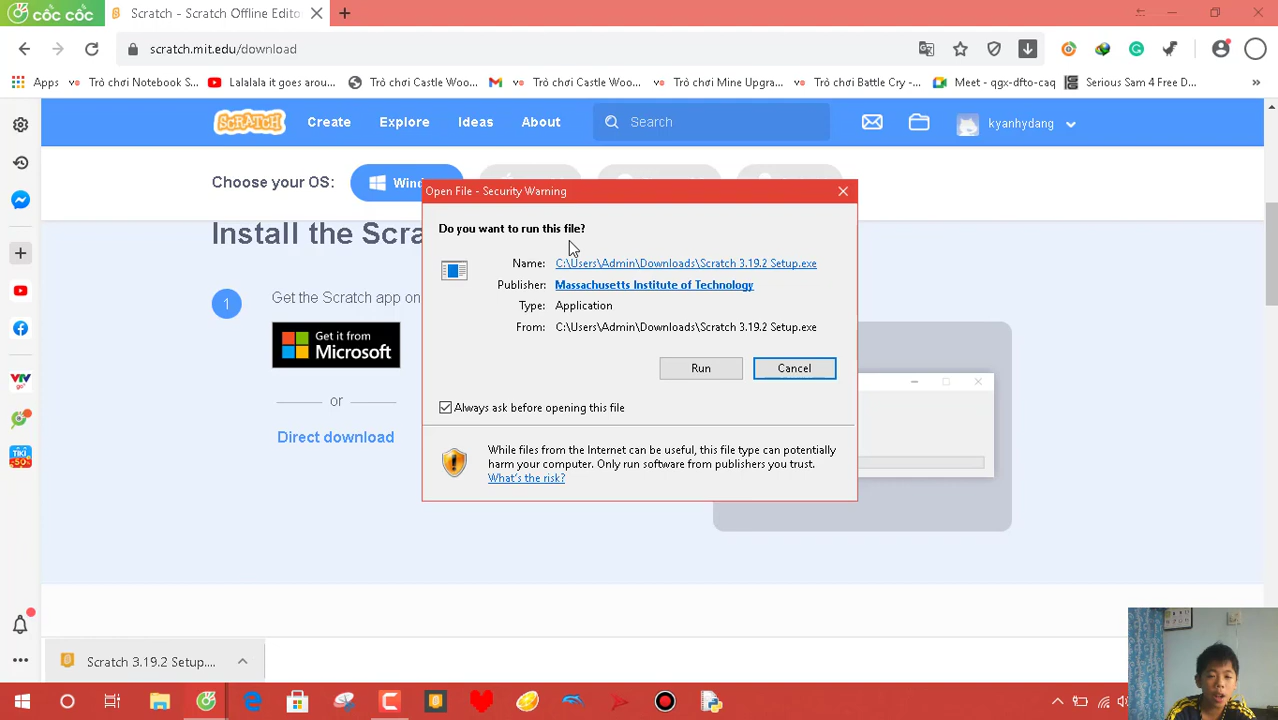 cốc cốc
Scratch - Scratch Offline Edito
scratch.mit.edu/download
Apps
Trò chơi Notebook S...
Lalalala it goes arou...
Trò chơi Castle Woo...
Trò chơi Castle Woo...
Trò chơi Mine Upgra...
Trò chơi Battle Cry -...
Meet - qgx-dfto-caq
Serious Sam 4 Free D...
»
SCRATCH
Create
Explore
Ideas
About
Search
kyanhydang
Choose your OS:
Wind
Install the Scra
1
Get the Scratch app on
Get it from
Microsoft
or
Direct download
Open File - Security Warning
Do you want to run this file?
Name: C:\Users\Admin\Downloads\Scratch 3.19.2 Setup.exe
Publisher: Massachusetts Institute of Technology
Type: Application
From: C:\Users\Admin\Downloads\Scratch 3.19.2 Setup.exe
Run
Cancel
Always ask before opening this file
While files from the Internet can be useful, this file type can potentially
harm your computer. Only run software from publishers you trust.
What's the risk?
VTV
go
TIKI
-50%
Scratch 3.19.2 Setup....